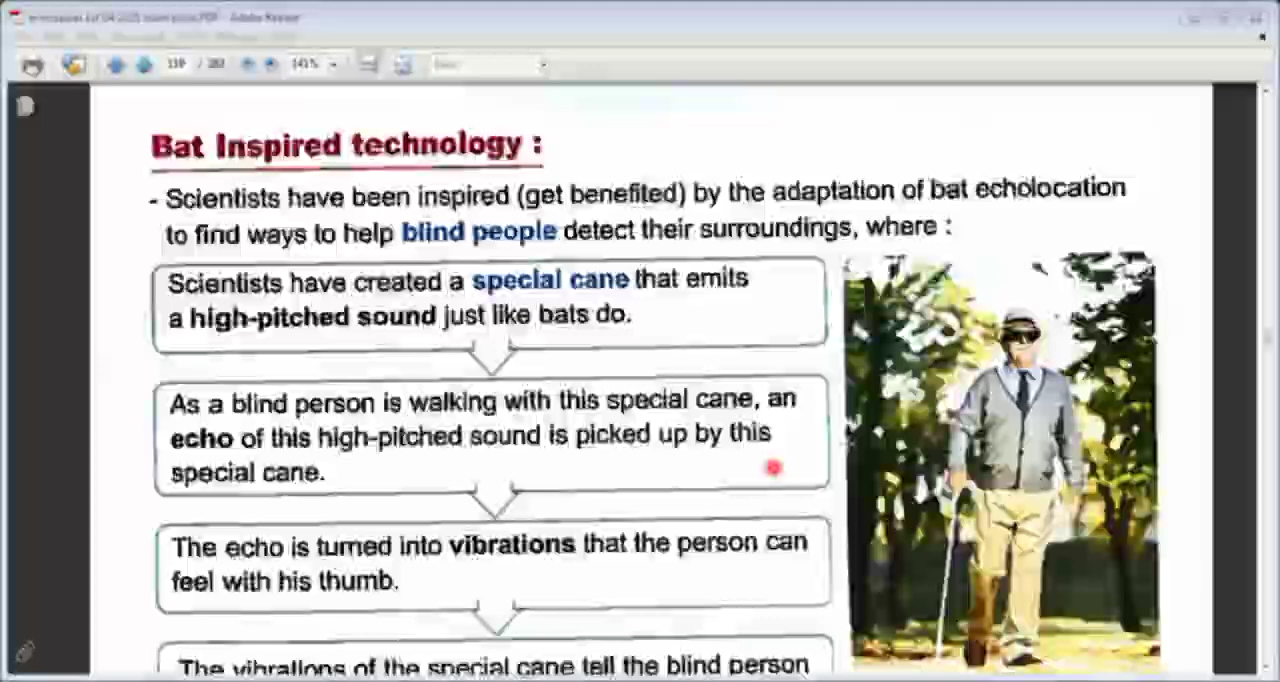 141%
Bat Inspired technology :
- Scientists have been inspired (get benefited) by the adaptation of bat echolocation
to find ways to help blind people detect their surroundings, where :
Scientists have created a special cane that emits
a high-pitched sound just like bats do.
As a blind person is walking with this special cane, an
echo of this high-pitched sound is picked up by this
special cane.
The echo is turned into vibrations that the person can
feel with his thumb.
The vibrations of the special cane tell the blind person